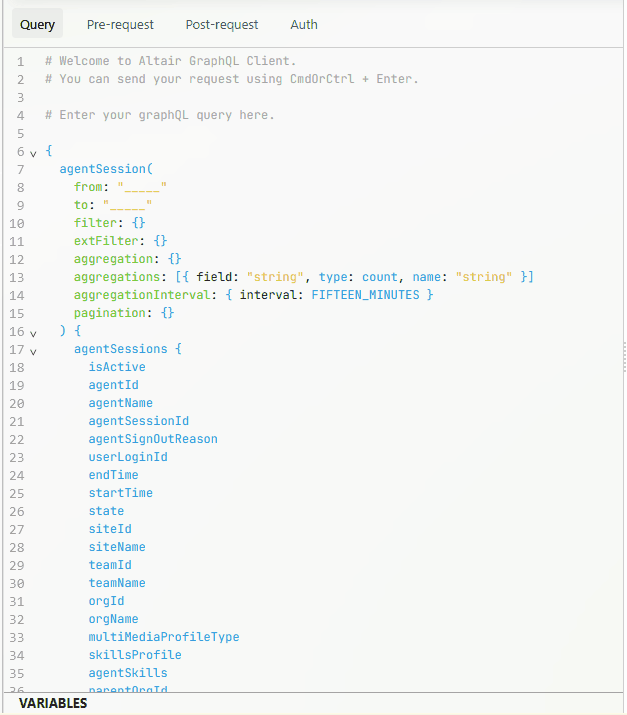 Query Pre-request Post-request Auth
1 # Welcome to Altair GraphQL Client.
2 # You can send your request using CmdOrCtrl + Enter.
3
4 # Enter your graphQL query here.
5
6 {
7 agentSession(
8 from: "_____"
9 to: "_____"
10 filter: {}
11 extFilter: {}
12 aggregation: {}
13 aggregations: [{ field: "string", type: count, name: "string" }]
14 aggregationInterval: { interval: FIFTEEN_MINUTES }
15 pagination: {}
16 ) {
17 agentSessions {
18 isActive
19 agentId
20 agentName
21 agentSessionId
22 agentSignOutReason
23 userLoginId
24 endTime
25 startTime
26 state
27 siteId
28 siteName
29 teamId
30 teamName
31 orgId
32 orgName
33 multiMediaProfileType
34 skillsProfile
35 agentSkills
36 parentOrgId
VARIABLES